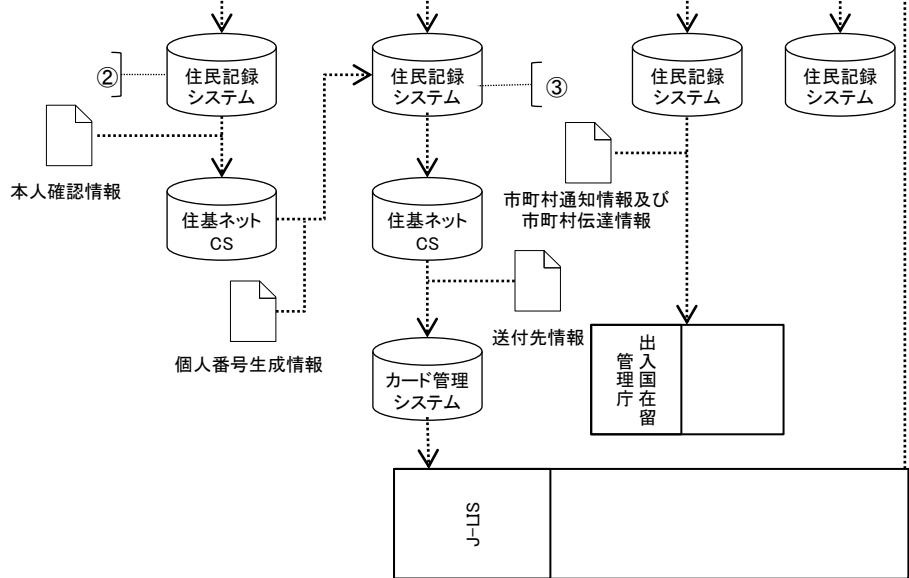 ②
住民記録
システム
住民記録
システム
③
住民記録
システム
住民記録
システム
本人確認情報
市町村通知情報及び
市町村伝達情報
住基ネット
CS
住基ネット
CS
個人番号生成情報
送付先情報
出入国在留
管理庁
カード管理
システム
J-LIS